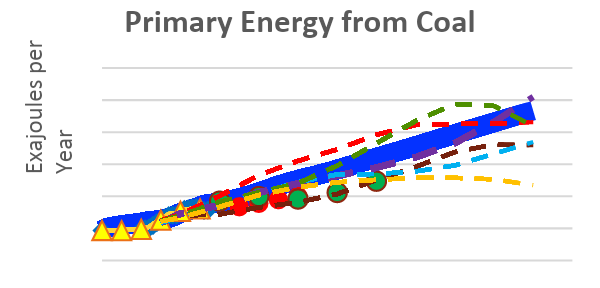 Primary Energy from Coal
Exajoules per
Year